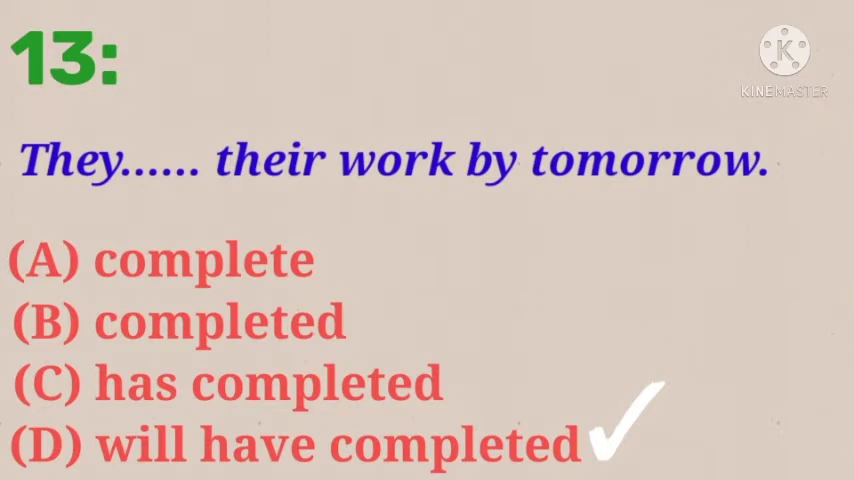 13:
KINEMASTER
They...... their work by tomorrow.
(A) complete
(B) completed
(C) has completed
(D) will have completed